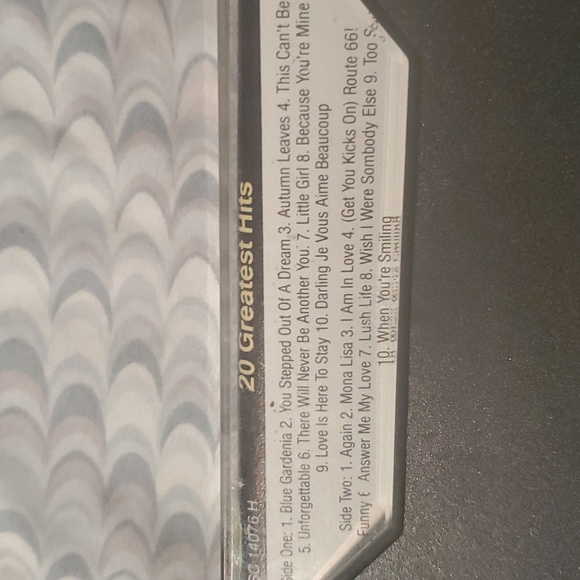 SC 14076 H
20 Greatest Hits
Side One: 1. Blue Gardenia 2. You Stepped Out Of A Dream 3. Autumn Leaves 4. This Can't Be
5. Unforgettable 6. There Will Never Be Another You. 7. Little Girl 8. Because You're Mine
9. Love Is Here To Stay 10. Darling Je Vous Aime Beaucoup
Side Two: 1. Again 2. Mona Lisa 3. I Am In Love 4. (Get You Kicks On) Route 66!
Funny 6 Answer Me My Love 7. Lush Life 8. Wish I Were Sombody Else 9. Too
10. When You're Smiling